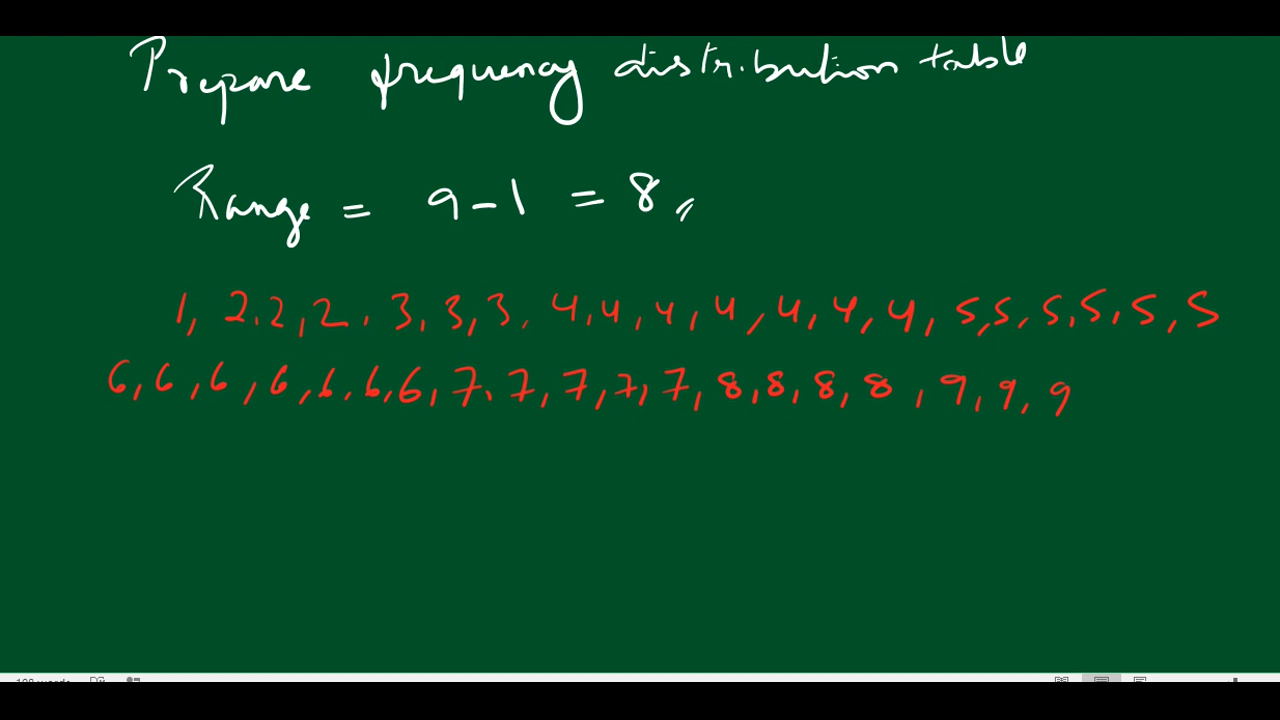 Prepare frequency distribution table
Range = 9 - 1 = 8 "
1, 2, 2, 2, 3, 3, 3, 4, 4, 4, 4, 4, 4, 4, 5, 5, 5, 5, 5, 5
6, 6, 6, 6, 6, 6, 6, 7, 7, 7, 7, 7, 8, 8, 8, 8, 9, 9, 9